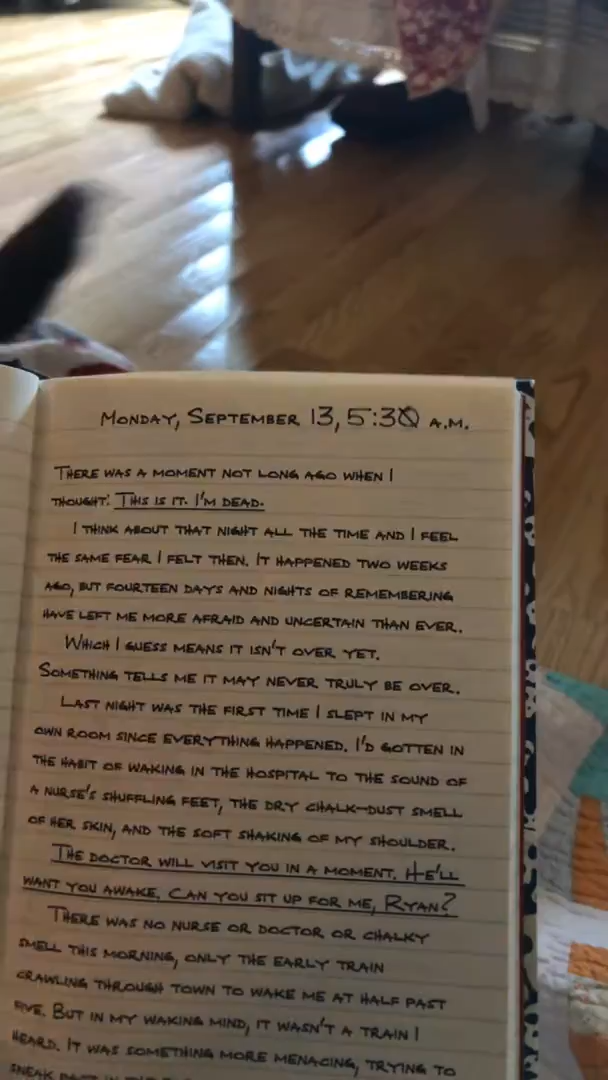 MONDAY, SEPTEMBER 13, 5:30 A.M.
THERE WAS A MOMENT NOT LONG AGO WHEN I
THOUGHT: THIS IS IT. I'M DEAD.
I THINK ABOUT THAT NIGHT ALL THE TIME AND I FEEL
THE SAME FEAR I FELT THEN. IT HAPPENED TWO WEEKS
AGO, BUT FOURTEEN DAYS AND NIGHTS OF REMEMBERING
HAVE LEFT ME MORE AFRAID AND UNCERTAIN THAN EVER.
WHICH I GUESS MEANS IT ISN'T OVER YET.
SOMETHING TELLS ME IT MAY NEVER TRULY BE OVER.
LAST NIGHT WAS THE FIRST TIME I SLEPT IN MY
OWN ROOM SINCE EVERYTHING HAPPENED. I'D GOTTEN IN
THE HABIT OF WAKING IN THE HOSPITAL TO THE SOUND OF
A NURSE'S SHUFFLING FEET, THE DRY CHALK-DUST SMELL
OF HER SKIN, AND THE SOFT SHAKING OF MY SHOULDER.
THE DOCTOR WILL VISIT YOU IN A MOMENT. HE'LL
WANT YOU AWAKE. CAN YOU SIT UP FOR ME, RYAN?
THERE WAS NO NURSE OR DOCTOR OR CHALKY
SMELL THIS MORNING, ONLY THE EARLY TRAIN
CRAWLING THROUGH TOWN TO WAKE ME AT HALF PAST
FIVE. BUT IN MY WAKING MIND, IT WASN'T A TRAIN I
HEARD. IT WAS SOMETHING MORE MENACING, TRYING TO
SNEAK PAST IN THE